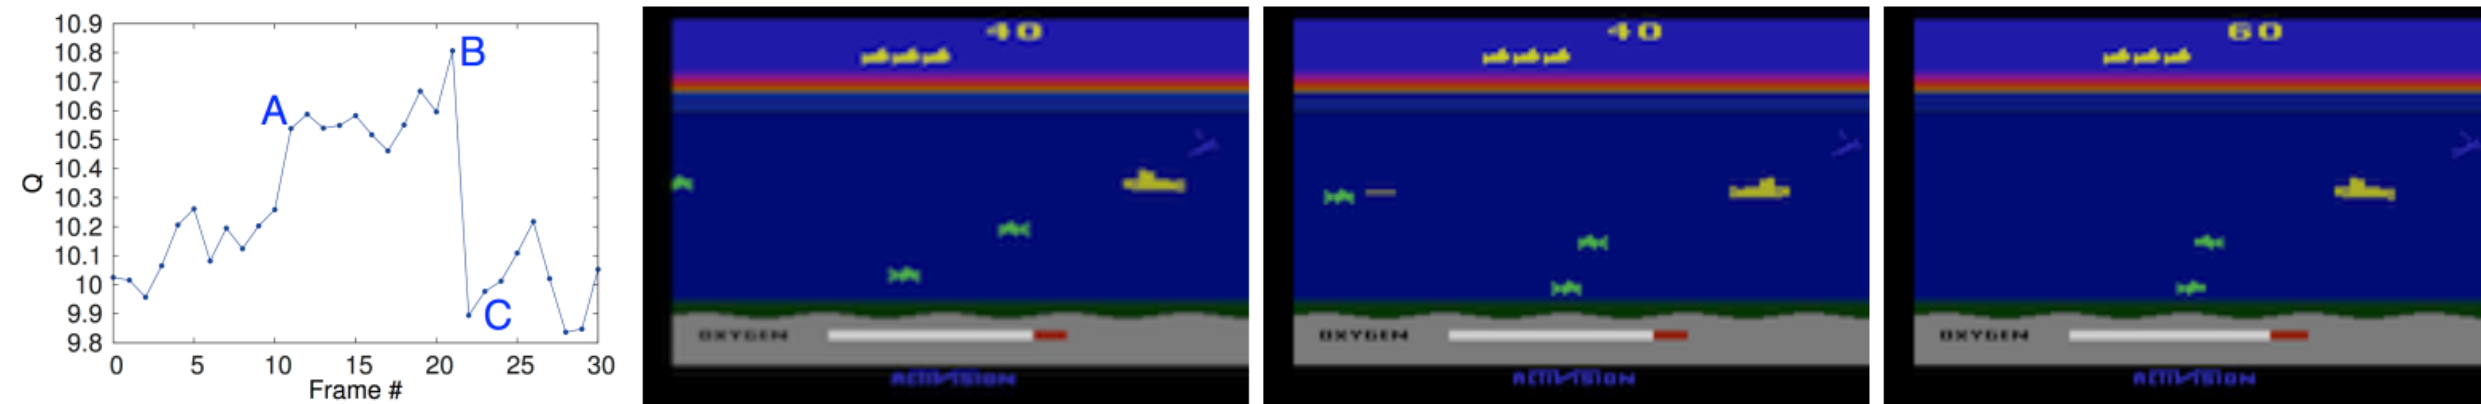 10.9
10.8
10.7
10.6
10.5
10.4
10.3
10.2
10.1
10
9.9
9.8
Q
A
B
C
0 5 10 15 20 25 30
Frame #
40
OXYGEN
ACTIVISION
40
OXYGEN
ACTIVISION
60
OXYGEN
ACTIVISION